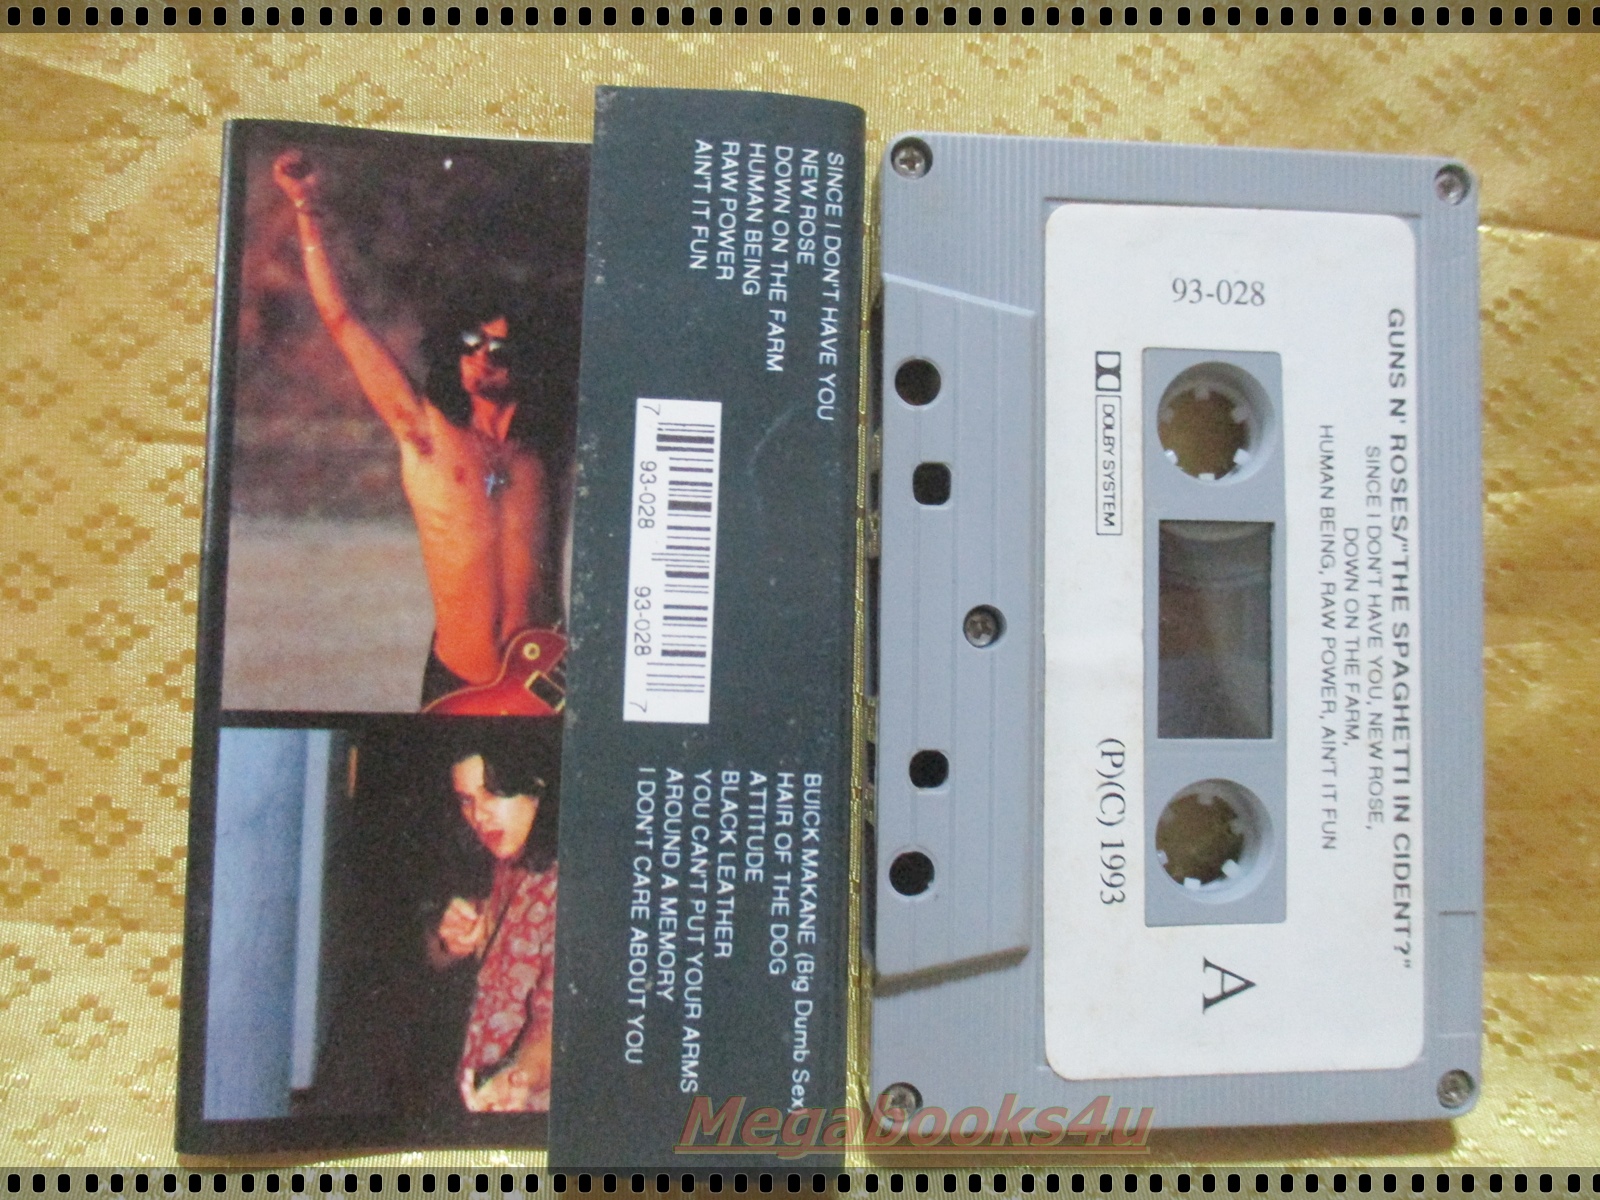 SINCE I DON'T HAVE YOU
NEW ROSE
DOWN ON THE FARM
HUMAN BEING
RAW POWER
AIN'T IT FUN
7 93-028 93-028 7
BUICK MAKANE (Big Dumb Sex)
HAIR OF THE DOG
ATTITUDE
BLACK LEATHER
YOU CAN'T PUT YOUR ARMS
AROUND A MEMORY
I DON'T CARE ABOUT YOU
GUNS N' ROSES/"THE SPAGHETTI IN CIDENT?"
SINCE I DON'T HAVE YOU, NEW ROSE,
DOWN ON THE FARM,
HUMAN BEING, RAW POWER, AIN'T IT FUN
93-028
A
DOLBY SYSTEM
(P)(C) 1993
Megabooks4u